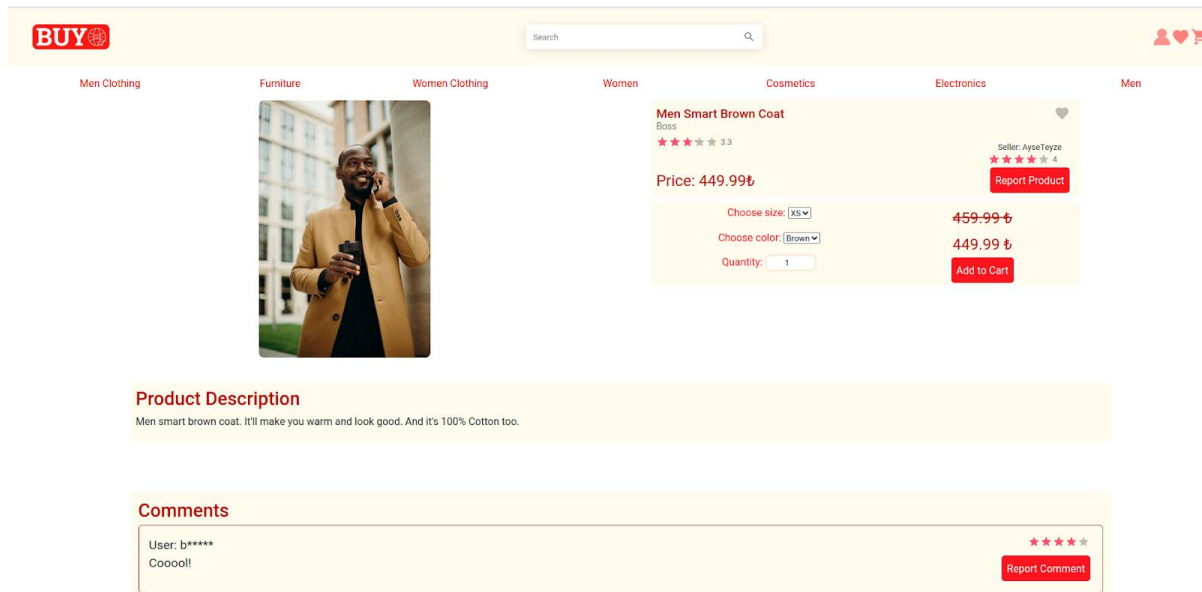 BUY
Search
Men Clothing Furniture Women Clothing Women Cosmetics Electronics Men
Men Smart Brown Coat
Boss
3.3
Seller: AyseTeyze
4
Price: 449.99₺
Report Product
Choose size: XS
459.99 ₺
Choose color: Brown
449.99 ₺
Quantity: 1
Add to Cart
Product Description
Men smart brown coat. It'll make you warm and look good. And it's 100% Cotton too.
Comments
User: b*****
Cooool!
Report Comment